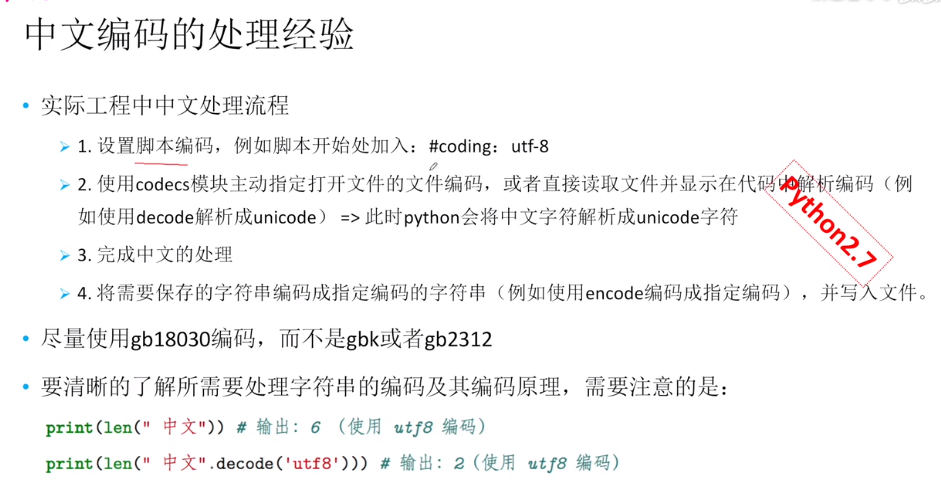 中文编码的处理经验
• 实际工程中中文处理流程
➢ 1. 设置脚本编码，例如脚本开始处加入：#coding：utf-8
➢ 2. 使用codecs模块主动指定打开文件的文件编码，或者直接读取文件并显示在代码中解析编码（例
如使用decode解析成unicode） => 此时python会将中文字符解析成unicode字符
Python2.7
➢ 3. 完成中文的处理
➢ 4. 将需要保存的字符串编码成指定编码的字符串（例如使用encode编码成指定编码），并写入文件。
• 尽量使用gb18030编码，而不是gbk或者gb2312
• 要清晰的了解所需要处理字符串的编码及其编码原理，需要注意的是：
print(len(" 中文")) # 输出: 6 （使用 utf8 编码）
print(len(" 中文".decode('utf8'))) # 输出: 2（使用 utf8 编码）